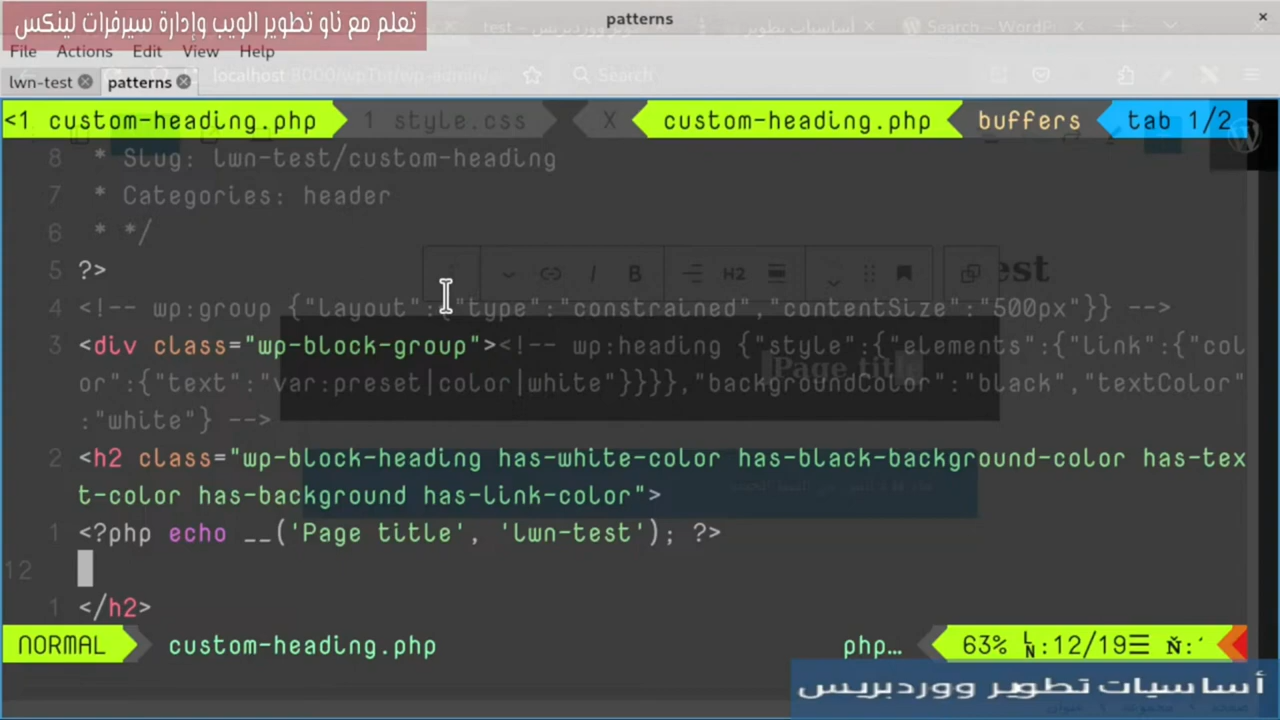 تعلم مع ناو تطوير الويب وإدارة سيرفرات لينكس
patterns
File Actions Edit View Help
localhost:8000
Search
lwn-test
patterns
<1 custom-heading.php
1 style.css
X
custom-heading.php
buffers
tab 1/2
8 * Slug: lwn-test/custom-heading
7 * Categories: header
6 * */
5 ?>
4 <!-- wp:group {"layout":{"type":"constrained","contentSize":"500px"}} -->
3 <div class="wp-block-group"><!-- wp:heading {"style":{"elements":{"link":{"col
or":{"text":"var:preset|color|white"}}}},"backgroundColor":"black","textColor"
:"white"} -->
Page title
2 <h2 class="wp-block-heading has-white-color has-black-background-color has-tex
t-color has-background has-link-color">
1 <?php echo __('Page title', 'lwn-test'); ?>
12
1 </h2>
NORMAL custom-heading.php php… 63% LN:12/19☰
أساسيات تطوير ووردبريس